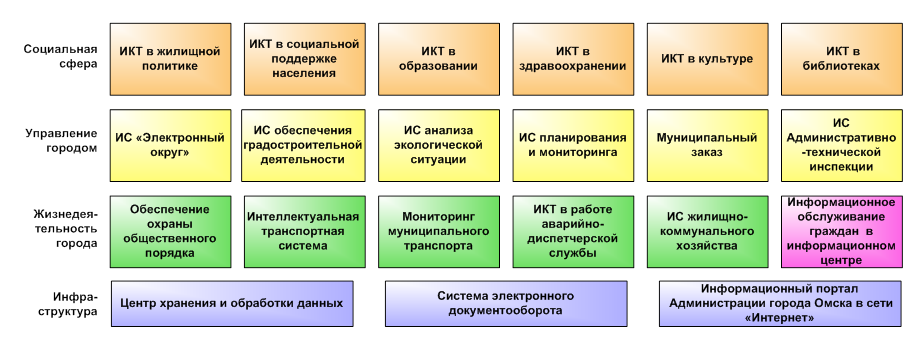 Социальная
сфера
ИКТ в жилищной
политике
ИКТ в социальной
поддержке
населения
ИКТ в
образовании
ИКТ в
здравоохранении
ИКТ в культуре
ИКТ в
библиотеках
Управление
городом
ИС «Электронный
округ»
ИС обеспечения
градостроительной
деятельности
ИС анализа
экологической
ситуации
ИС планирования
и мониторинга
Муниципальный
заказ
ИС
Административно
-технической
инспекции
Жизнедея-
тельность
города
Обеспечение
охраны
общественного
порядка
Интеллектуальная
транспортная
система
Мониторинг
муниципального
транспорта
ИКТ в работе
аварийно-
диспетчерской
службы
ИС жилищно-
коммунального
хозяйства
Информационное
обслуживание
граждан в
информационном
центре
Инфра-
структура
Центр хранения и обработки данных
Система электронного
документооборота
Информационный портал
Администрации города Омска в сети
«Интернет»